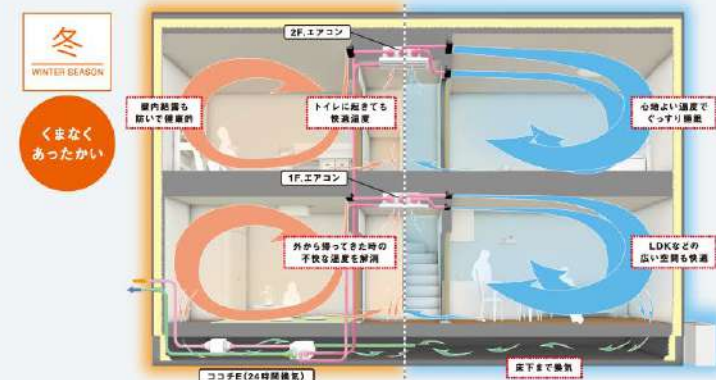 冬
WINTER SEASON
くまなく
あったかい
2F.エアコン
壁内結露も
防いで健康的
トイレに起きても
快適温度
心地よい温度で
ぐっすり睡眠
1F.エアコン
外から帰ってきた時の
不快な温度を解消
LDKなどの
広い空間も快適
ココチE(24時間換気)
床下まで換気